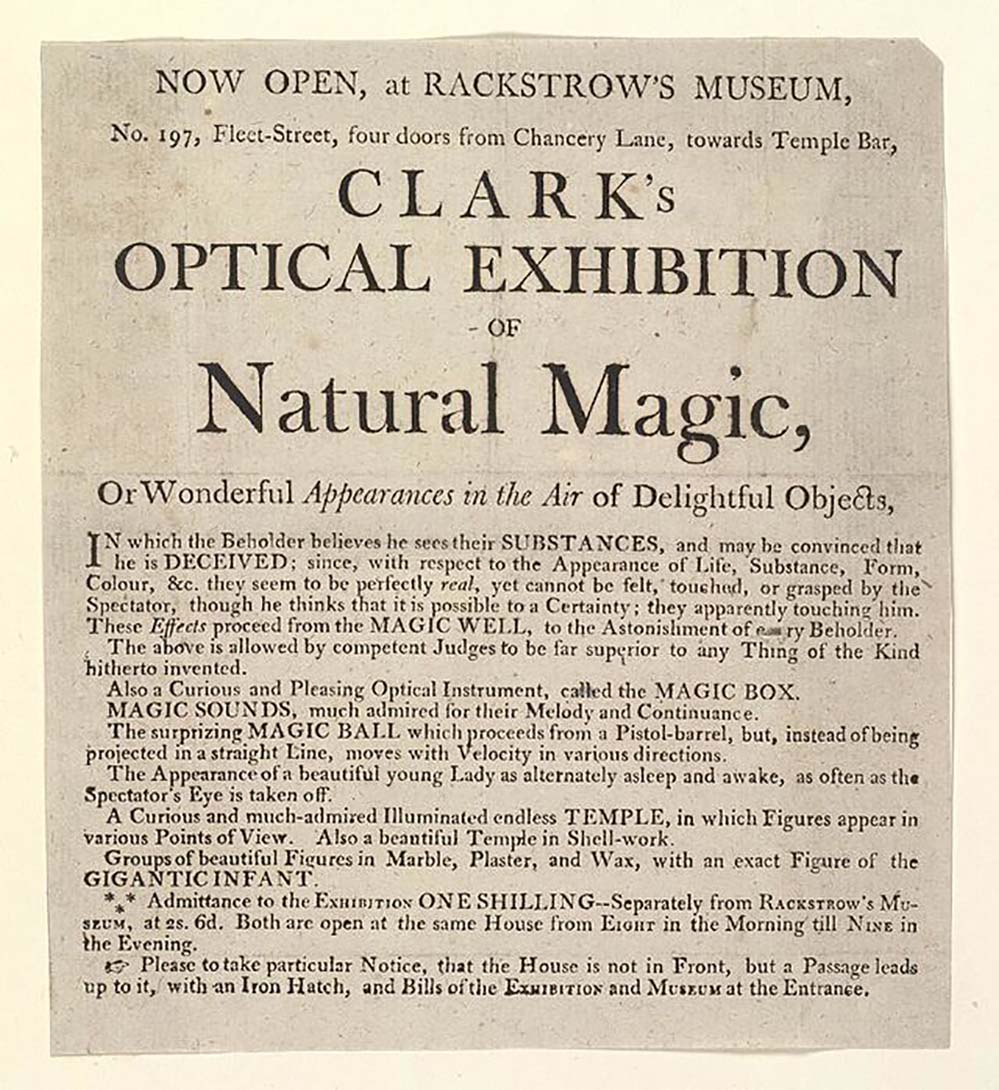 NOW OPEN, at RACKSTROW'S MUSEUM,
No. 197, Fleet-Street, four doors from Chancery Lane, towards Temple Bar,
CLARK's
OPTICAL EXHIBITION
- OF
Natural Magic,
Or Wonderful Appearances in the Air of Delightful Objects,
IN which the Beholder believes he sees their SUBSTANCES, and may be convinced that
he is DECEIVED; since, with respect to the Appearance of Life, Substance, Form,
Colour, &c. they seem to be perfectly real, yet cannot be felt, touched, or grasped by the
Spectator, though he thinks that it is possible to a Certainty; they apparently touching him.
These Effects proceed from the MAGIC WELL, to the Astonishment of Beholder.
The above is allowed by competent Judges to be far superior to any Thing of the Kind
hitherto invented.
Also a Curious and Pleasing Optical Instrument, called the MAGIC BOX.
MAGIC SOUNDS, much admired for their Melody and Continuance.
The surprizing MAGIC BALL which proceeds from a Pistol-barrel, but, instead of being
projected in a straight Line, moves with Velocity in various directions.
The Appearance of a beautiful young Lady as alternately asleep and awake, as often as the
Spectator's Eye is taken off.
A Curious and much-admired Illuminated endless TEMPLE, in which Figures appear in
various Points of View. Also a beautiful Temple in Shell-work.
Groups of beautiful Figures in Marble, Plaster, and Wax, with an exact Figure of the
GIGANTIC INFANT.
*** Admittance to the EXHIBITION ONE SHILLING--Separately from RACKSTROW's MU-
SEUM, at 2s. 6d. Both are open at the same House from EIGHT in the Morning till NINE in
the Evening.
☞ Please to take particular Notice, that the House is not in Front, but a Passage leads
up to it, with an Iron Hatch, and Bills of the EXHIBITION and MUSEUM at the Entrance.